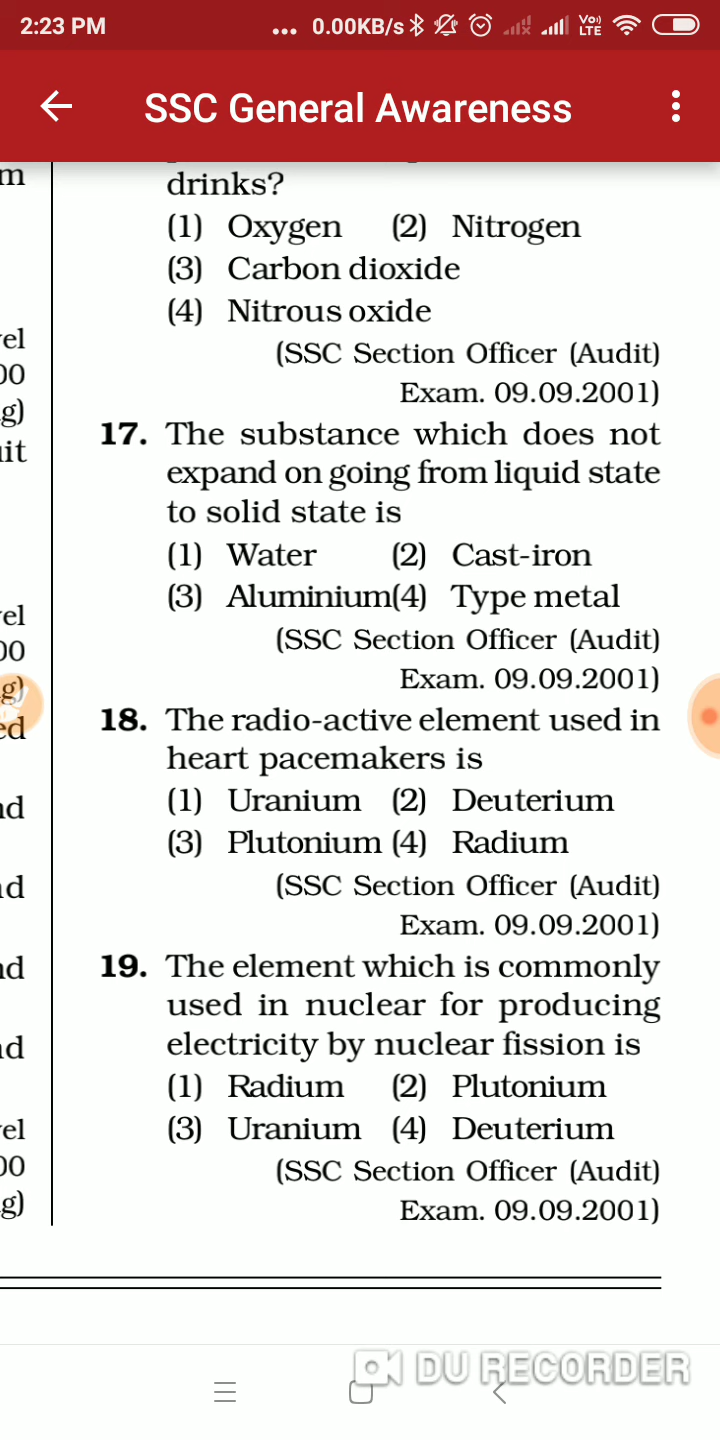 2:23 PM ... 0.00KB/s Vo) LTE
SSC General Awareness
m
drinks?
(1) Oxygen (2) Nitrogen
(3) Carbon dioxide
(4) Nitrous oxide
(SSC Section Officer (Audit)
Exam. 09.09.2001)
17. The substance which does not
expand on going from liquid state
to solid state is
(1) Water (2) Cast-iron
(3) Aluminium(4) Type metal
(SSC Section Officer (Audit)
Exam. 09.09.2001)
18. The radio-active element used in
heart pacemakers is
(1) Uranium (2) Deuterium
(3) Plutonium (4) Radium
(SSC Section Officer (Audit)
Exam. 09.09.2001)
19. The element which is commonly
used in nuclear for producing
electricity by nuclear fission is
(1) Radium (2) Plutonium
(3) Uranium (4) Deuterium
(SSC Section Officer (Audit)
Exam. 09.09.2001)
DU RECORDER